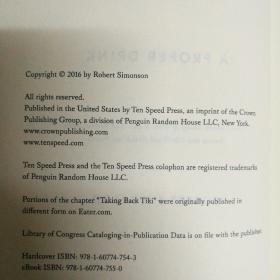 Copyright © 2016 by Robert Simonson
All rights reserved.
Published in the United States by Ten Speed Press, an imprint of the Crown
Publishing Group, a division of Penguin Random House LLC, New York.
www.crownpublishing.com
www.tenspeed.com
Ten Speed Press and the Ten Speed Press colophon are registered trademarks
of Penguin Random House LLC.
Portions of the chapter "Taking Back Tiki" were originally published in
different form on Eater.com.
Library of Congress Cataloging-in-Publication Data is on file with the publisher.
Hardcover ISBN: 978-1-60774-754-3
eBook ISBN: 978-1-60774-755-0